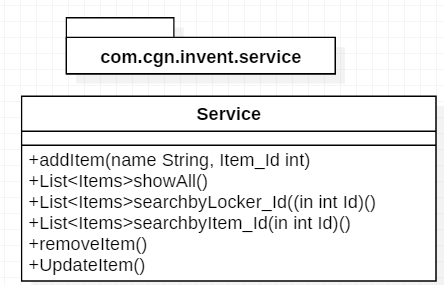 com.cgn.invent.service
Service
+addItem(name String, Item_Id int)
+List<Items>showAll()
+List<Items>searchbyLocker_Id((in int Id)()
+List<Items>searchbyItem_Id(in int Id)()
+removeItem()
+UpdateItem()